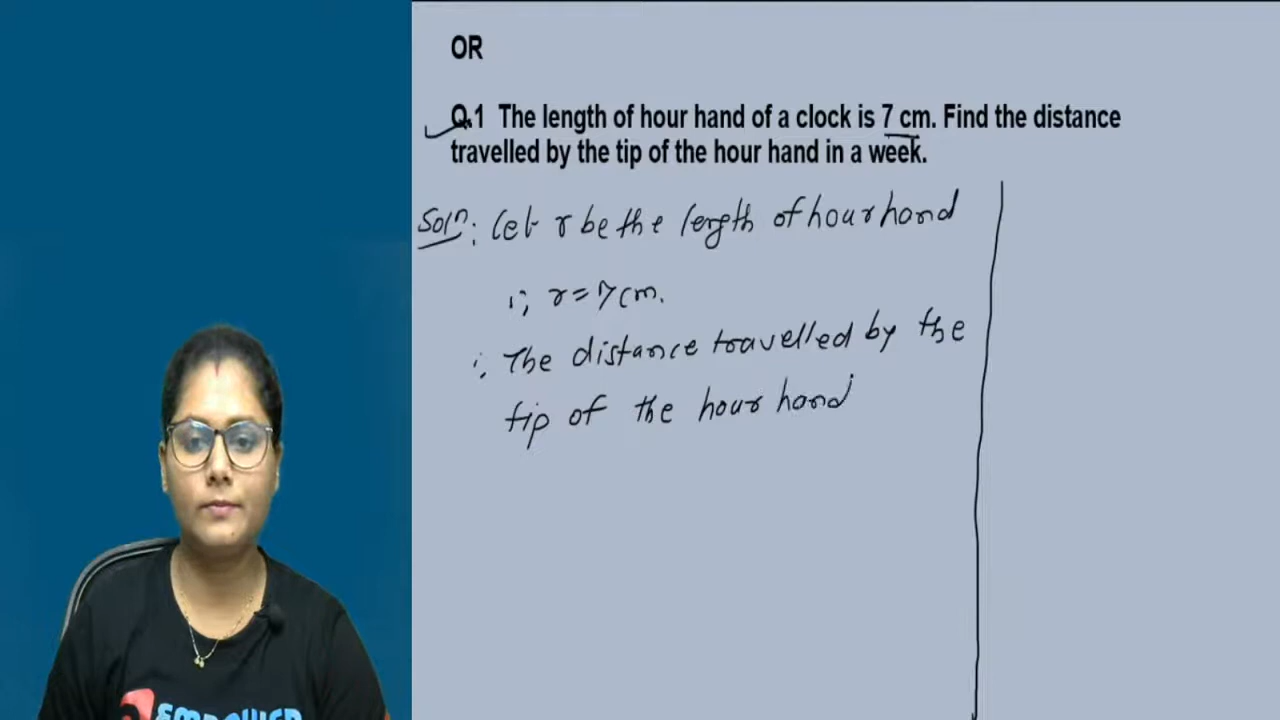 OR
Q.1 The length of hour hand of a clock is 7 cm. Find the distance
travelled by the tip of the hour hand in a week.
Solⁿ: Let r be the length of hour hand
∴ r = 7cm.
∴ The distance travelled by the
tip of the hour hand